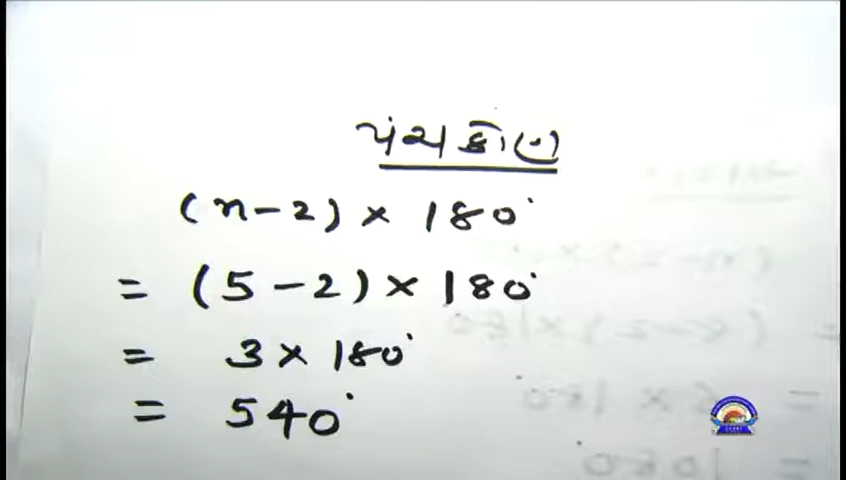 પંચકોણ
(n-2) × 180°
= (5-2) × 180°
= 3 × 180°
= 540°